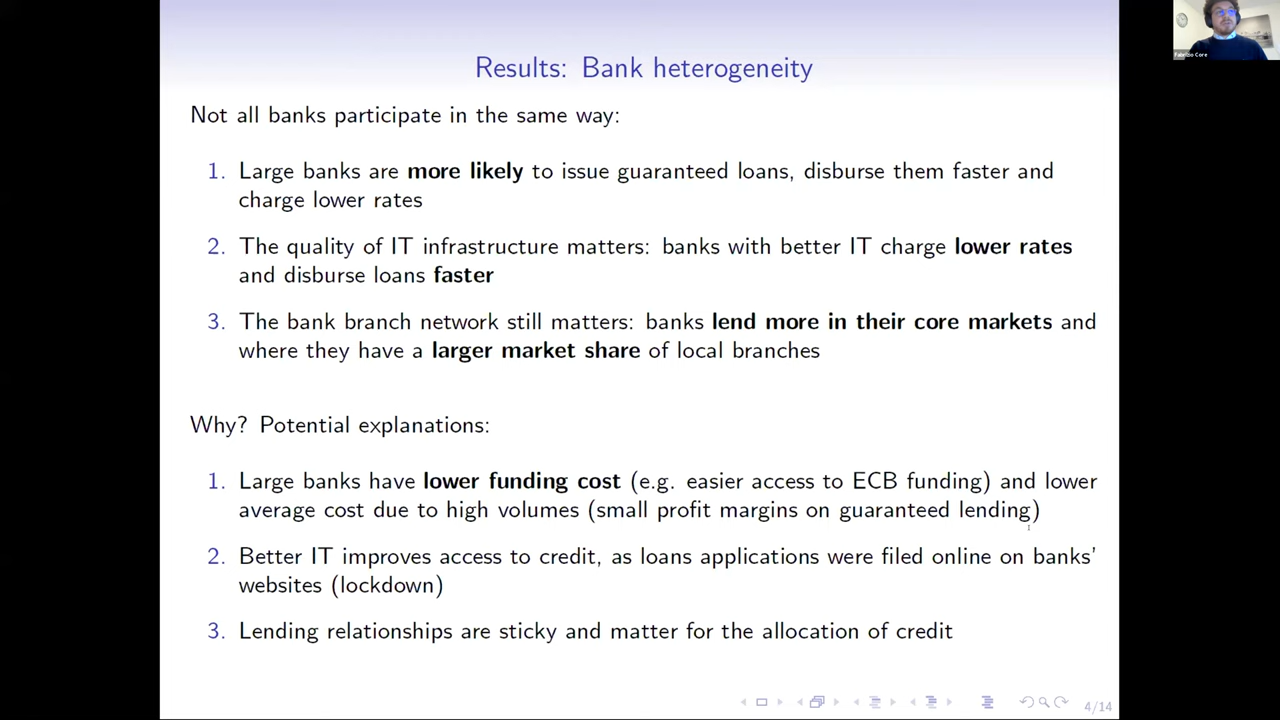 Results: Bank heterogeneity
Not all banks participate in the same way:
1. Large banks are more likely to issue guaranteed loans, disburse them faster and
charge lower rates
2. The quality of IT infrastructure matters: banks with better IT charge lower rates
and disburse loans faster
3. The bank branch network still matters: banks lend more in their core markets and
where they have a larger market share of local branches
Why? Potential explanations:
1. Large banks have lower funding cost (e.g. easier access to ECB funding) and lower
average cost due to high volumes (small profit margins on guaranteed lending)
2. Better IT improves access to credit, as loans applications were filed online on banks'
websites (lockdown)
3. Lending relationships are sticky and matter for the allocation of credit
4/14
Fabrizio Core